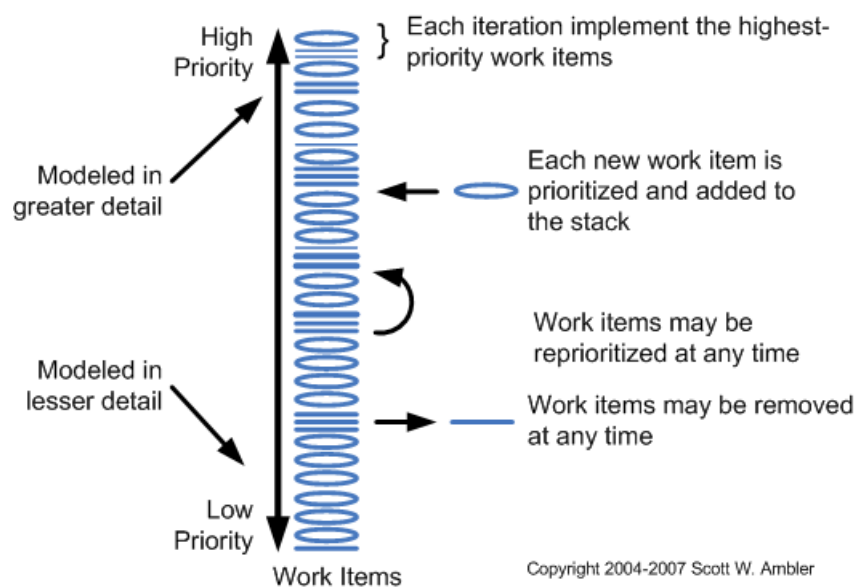 High
Priority
Each iteration implement the highest-
priority work items
Modeled in
greater detail
Each new work item is
prioritized and added to
the stack
Work items may be
reprioritized at any time
Modeled in
lesser detail
Work items may be removed
at any time
Low
Priority
Work Items
Copyright 2004-2007 Scott W. Ambler